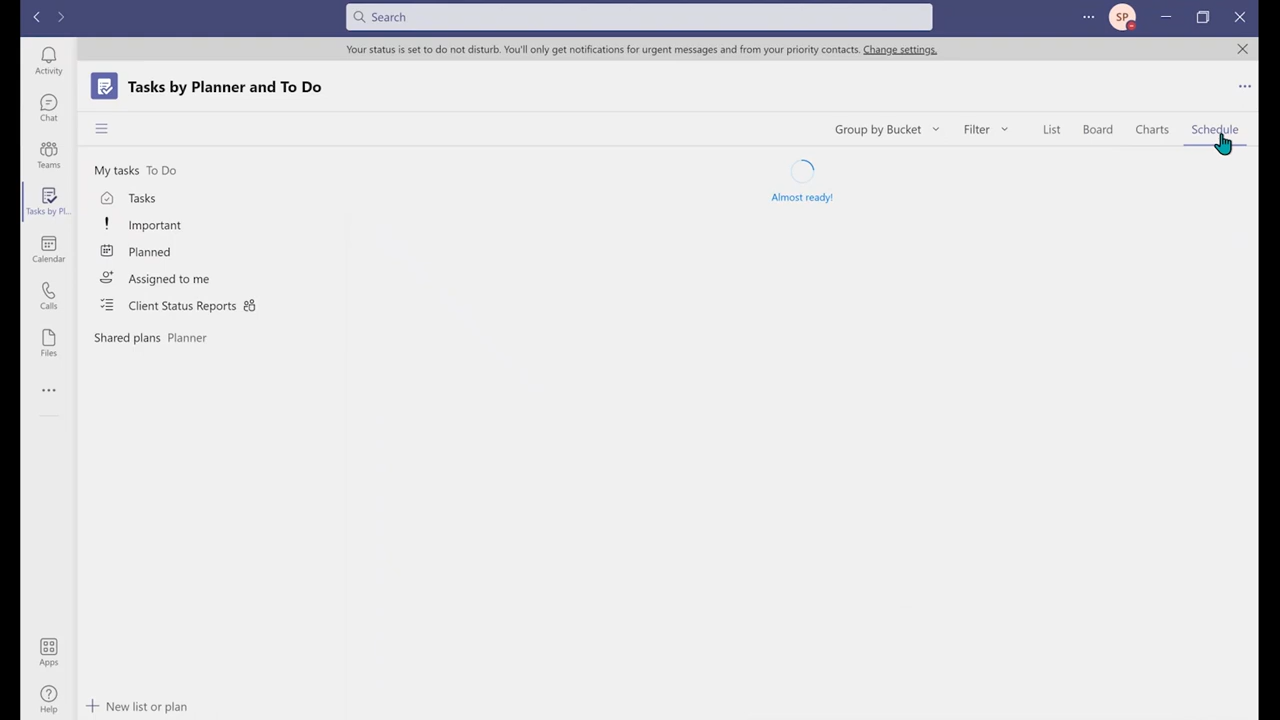 Search
SP
Your status is set to do not disturb. You'll only get notifications for urgent messages and from your priority contacts. Change settings.
Activity
Chat
Teams
Tasks by Pl...
Calendar
Calls
Files
Apps
Help
Tasks by Planner and To Do
Group by Bucket
Filter
List
Board
Charts
Schedule
My tasks To Do
Tasks
Important
Planned
Assigned to me
Client Status Reports
Shared plans Planner
Almost ready!
New list or plan